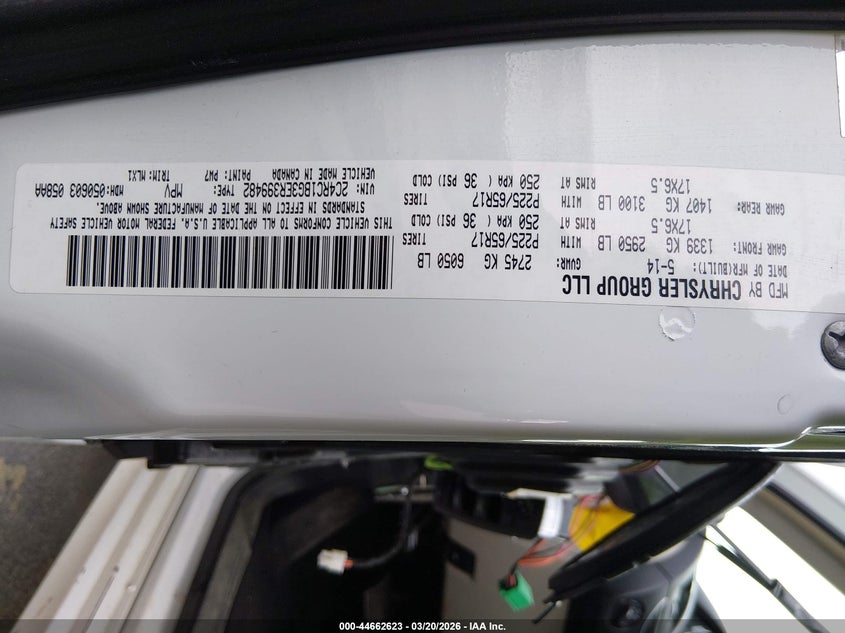 MFD BY CHRYSLER GROUP LLC
DATE OF MFR(BUILT): 5-14 GVWR: 2745 KG 6050 LB
GAWR FRONT: 1339 KG 2950 LB WITH P225/65R17 TIRES
17X6.5 RIMS AT 250 KPA ( 36 PSI) COLD
GAWR REAR: 1407 KG 3100 LB WITH P225/65R17 TIRES
17X6.5 RIMS AT 250 KPA ( 36 PSI) COLD
THIS VEHICLE CONFORMS TO ALL APPLICABLE U.S.A. FEDERAL MOTOR VEHICLE SAFETY
STANDARDS IN EFFECT ON THE DATE OF MANUFACTURE SHOWN ABOVE.
VIN: 2C4RC1BG3ER399482 TYPE: MPV MDH:050603 058AA
VEHICLE MADE IN CANADA PAINT: PW7 TRIM: MLX1
000-44662623 — 03/20/2026 — IAA Inc.